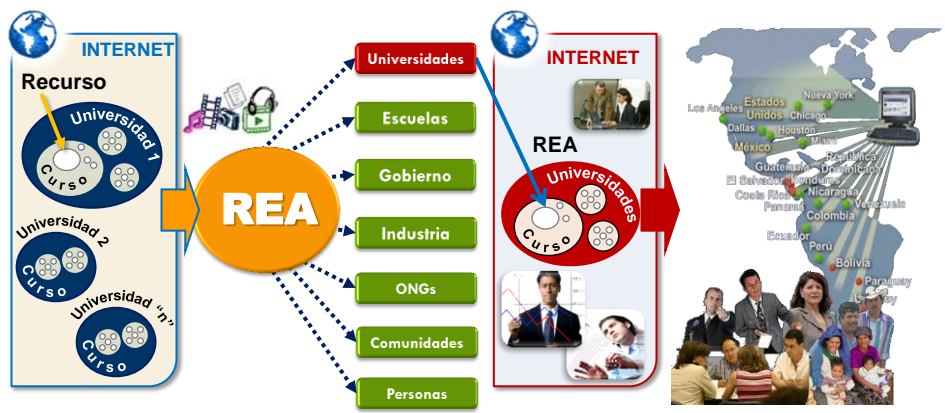 INTERNET
Recurso
Universidad 1
Curso
Universidad 2
Curso
Universidad “n”
Curso
REA
Universidades
Escuelas
Gobierno
Industria
ONGs
Comunidades
Personas
INTERNET
REA
Universidades
Curso
Nueva York
Los Angeles
Estados
Unidos
Chicago
Dallas
Houston
Miami
México
República
Dominicana
Guatemala
Honduras
El Salvador
Nicaragua
Costa Rica
Panamá
Venezuela
Colombia
Ecuador
Perú
Bolivia
Paraguay